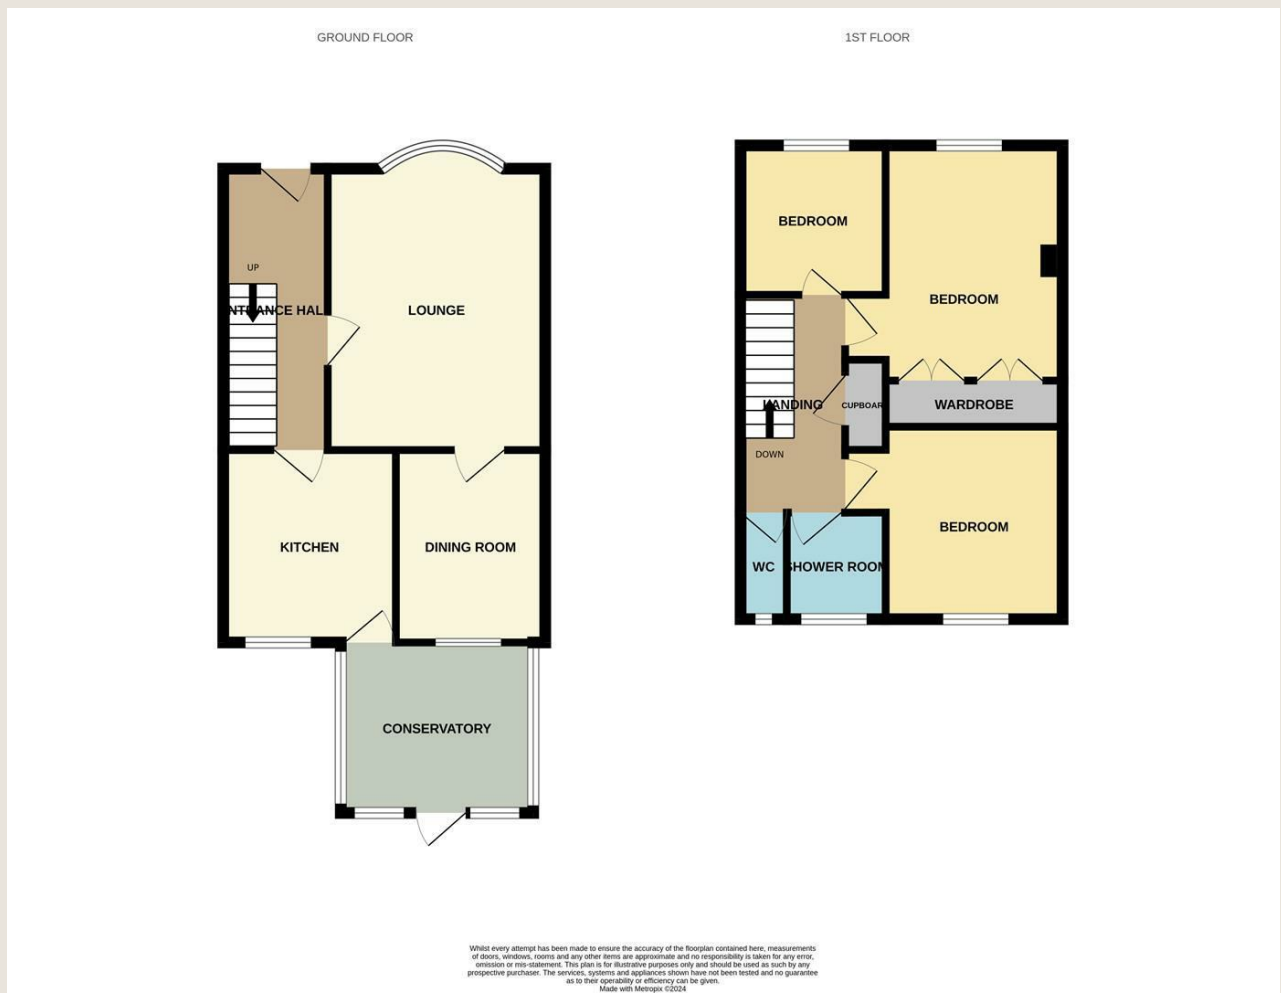 GROUND FLOOR
1ST FLOOR
UP
NTRANCE HAL
LOUNGE
KITCHEN
DINING ROOM
CONSERVATORY
BEDROOM
BEDROOM
LANDING
CUPBOAR
WARDROBE
DOWN
BEDROOM
WC
SHOWER ROOM
Whilst every attempt has been made to ensure the accuracy of the floorplan contained here, measurements
of doors, windows, rooms and any other items are approximate and no responsibility is taken for any error,
omission or mis-statement. This plan is for illustrative purposes only and should be used as such by any
prospective purchaser. The services, systems and appliances shown have not been tested and no guarantee
as to their operability or efficiency can be given.
Made with Metropix ©2024